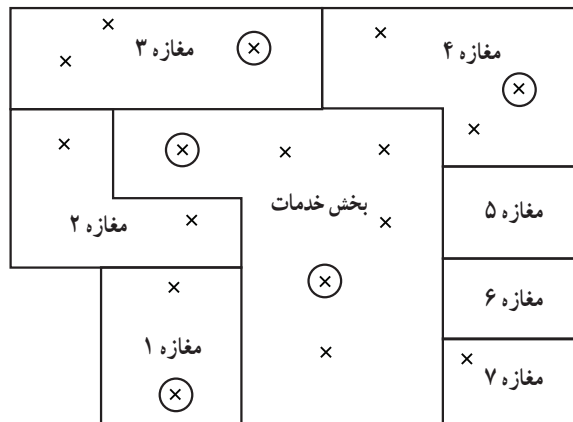 مغازه ۳
مغازه ۴
بخش خدمات
مغازه ۲
مغازه ۵
مغازه ۶
مغازه ۱
مغازه ۷